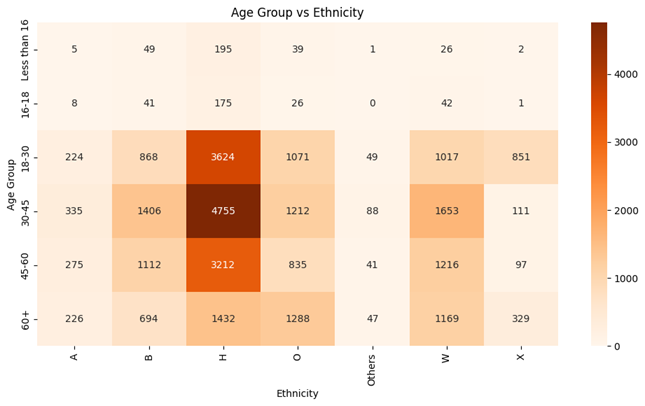 Age Group vs Ethnicity
Less than 16 5 49 195 39 1 26 2
16-18 8 41 175 26 0 42 1
18-30 224 868 3624 1071 49 1017 851
30-45 335 1406 4755 1212 88 1653 111
45-60 275 1112 3212 835 41 1216 97
60+ 226 694 1432 1288 47 1169 329
Age Group
A B H O Others W X
Ethnicity
4000
3000
2000
1000
0